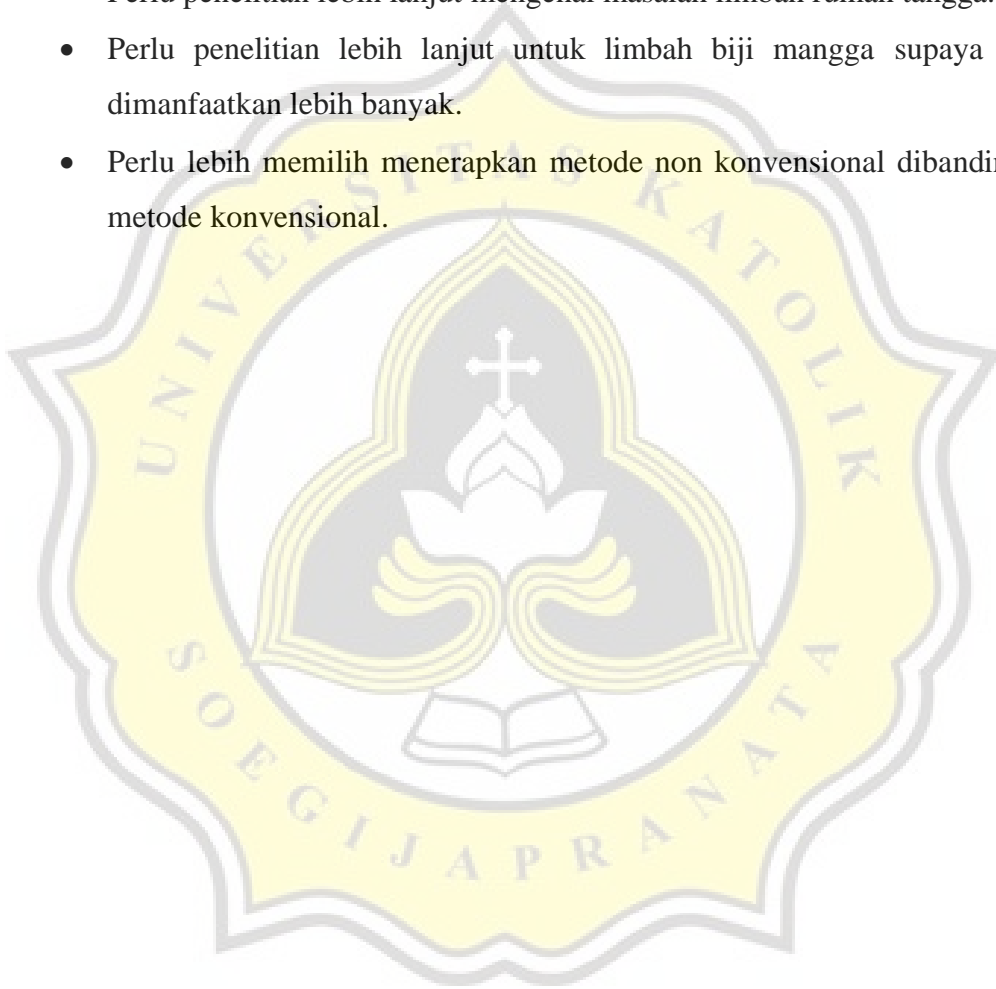 Perlu penelitian lebih lanjut mengenai masalah limbah rumah tangga.
• Perlu penelitian lebih lanjut untuk limbah biji mangga supaya
dimanfaatkan lebih banyak.
• Perlu lebih memilih menerapkan metode non konvensional
metode konvensional.
UNIVERSITAS KATOLIK
SOEGIJAPRANATA